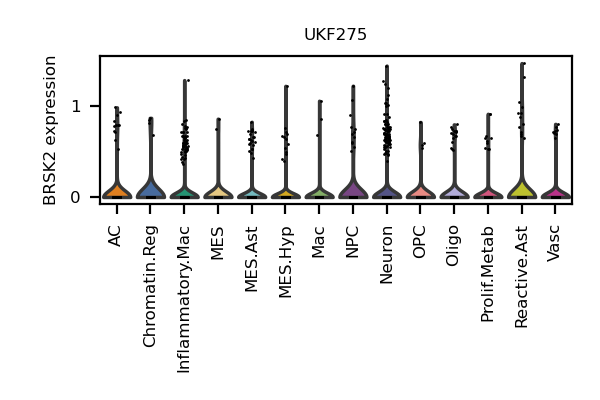 UKF275
BRSK2 expression
1
0
AC
Chromatin.Reg
Inflammatory.Mac
MES
MES.Ast
MES.Hyp
Mac
NPC
Neuron
OPC
Oligo
Prolif.Metab
Reactive.Ast
Vasc